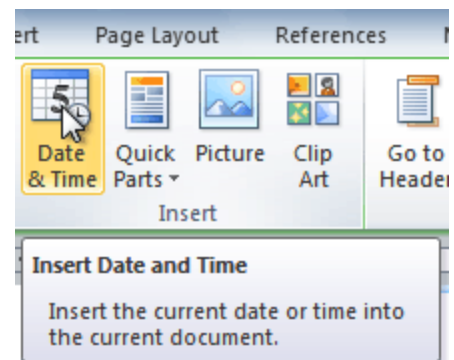 ert Page Layout References
5
Date & Time
Quick Parts
Picture
Clip Art
Go to Header
Insert
Insert Date and Time
Insert the current date or time into
the current document.